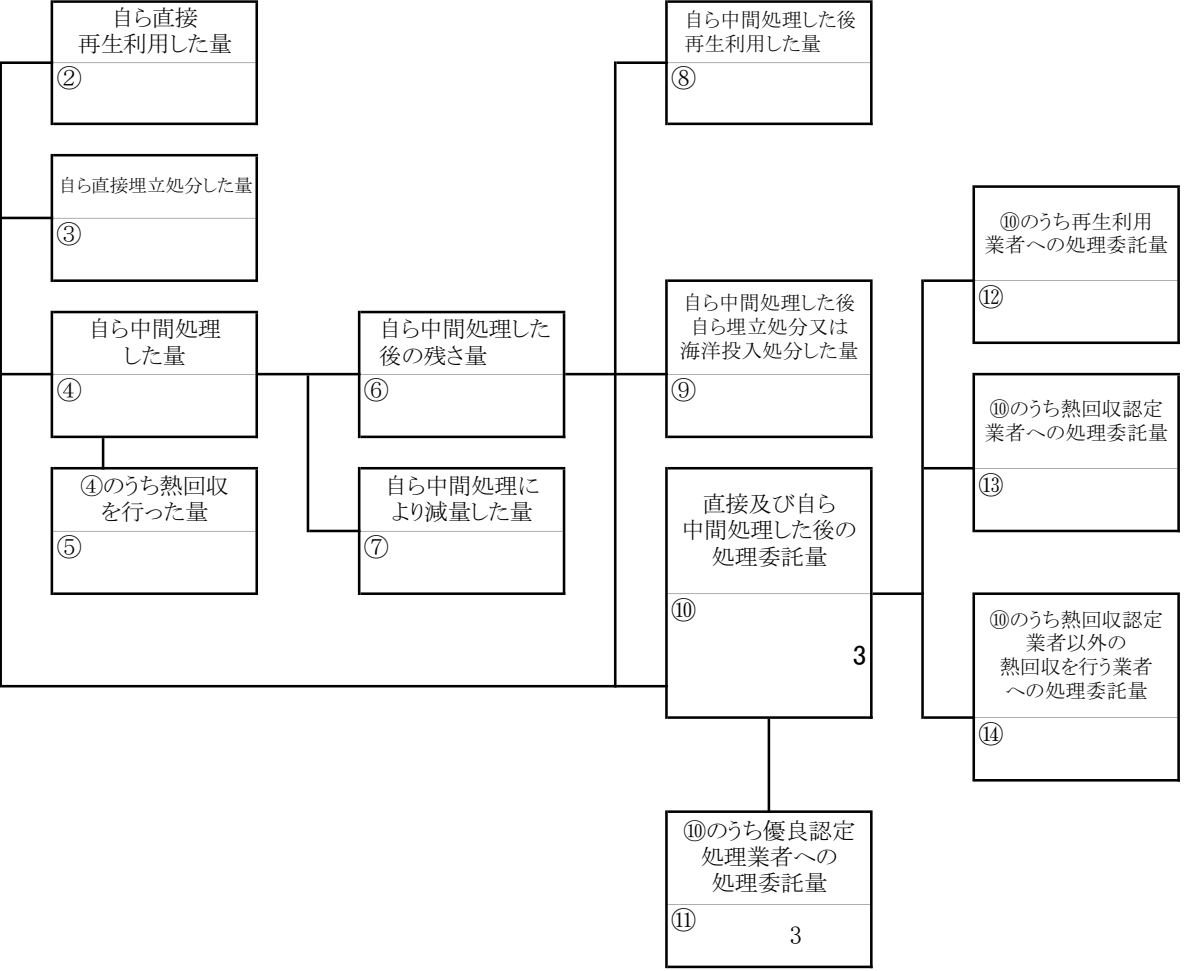 自ら直接
再生利用した量
②
自ら直接埋立処分した量
③
自ら中間処理
した量
④
④のうち熱回収
を行った量
⑤
自ら中間処理した
後の残さ量
⑥
自ら中間処理に
より減量した量
⑦
自ら中間処理した後
再生利用した量
⑧
自ら中間処理した後
自ら埋立処分又は
海洋投入処分した量
⑨
直接及び自ら
中間処理した後の
処理委託量
⑩
3
⑩のうち優良認定
処理業者への
処理委託量
⑪
3
⑩のうち再生利用
業者への処理委託量
⑫
⑩のうち熱回収認定
業者への処理委託量
⑬
⑩のうち熱回収認定
業者以外の
熱回収を行う業者
への処理委託量
⑭